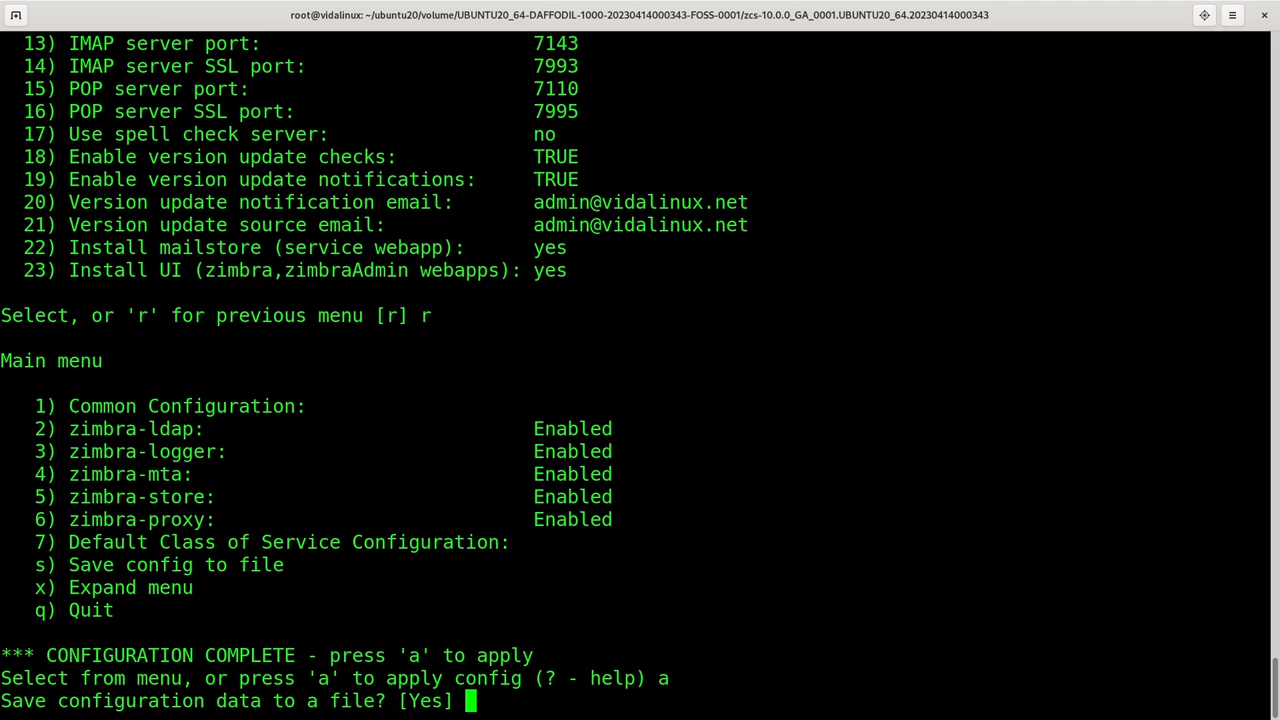 root@vidalinux: ~/ubuntu20/volume/UBUNTU20_64-DAFFODIL-1000-20230414000343-FOSS-0001/zcs-10.0.0_GA_0001.UBUNTU20_64.20230414000343
13) IMAP server port: 7143
14) IMAP server SSL port: 7993
15) POP server port: 7110
16) POP server SSL port: 7995
17) Use spell check server: no
18) Enable version update checks: TRUE
19) Enable version update notifications: TRUE
20) Version update notification email: admin@vidalinux.net
21) Version update source email: admin@vidalinux.net
22) Install mailstore (service webapp): yes
23) Install UI (zimbra,zimbraAdmin webapps): yes
Select, or 'r' for previous menu [r] r
Main menu
1) Common Configuration:
2) zimbra-ldap: Enabled
3) zimbra-logger: Enabled
4) zimbra-mta: Enabled
5) zimbra-store: Enabled
6) zimbra-proxy: Enabled
7) Default Class of Service Configuration:
s) Save config to file
x) Expand menu
q) Quit
*** CONFIGURATION COMPLETE - press 'a' to apply
Select from menu, or press 'a' to apply config (? - help) a
Save configuration data to a file? [Yes]